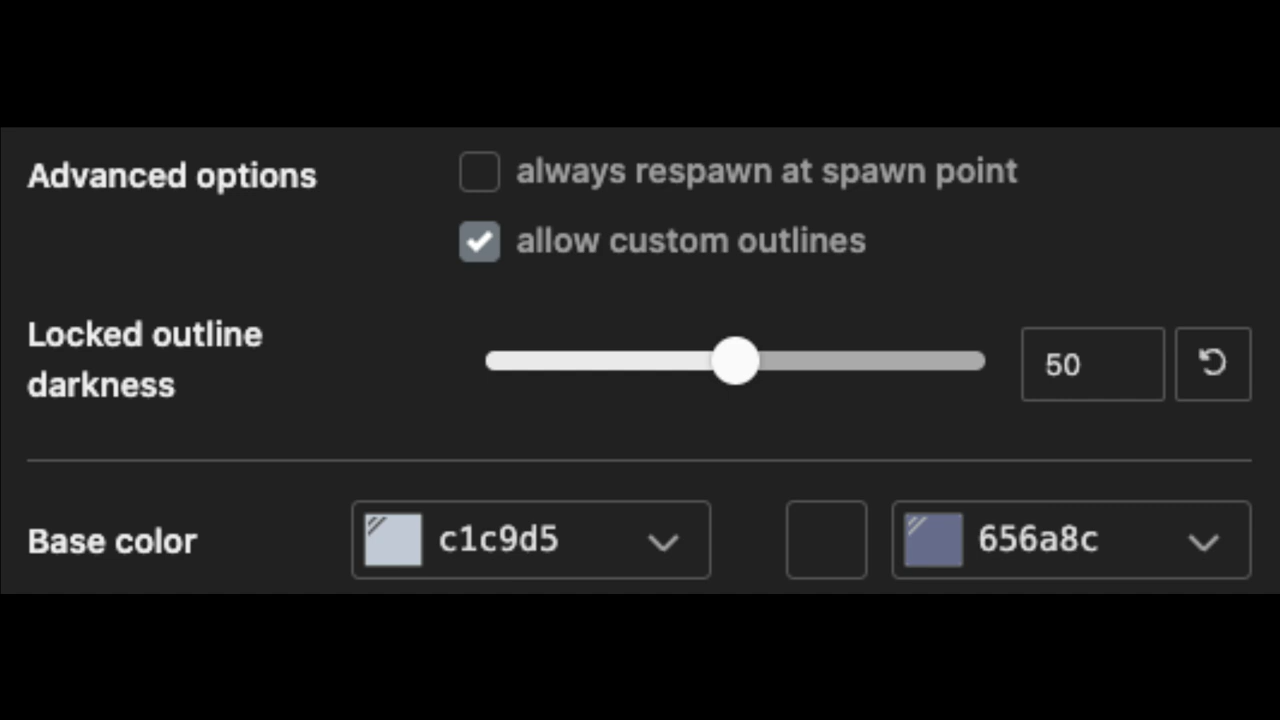 Advanced options
always respawn at spawn point
allow custom outlines
Locked outline
darkness
50
Base color
c1c9d5
656a8c